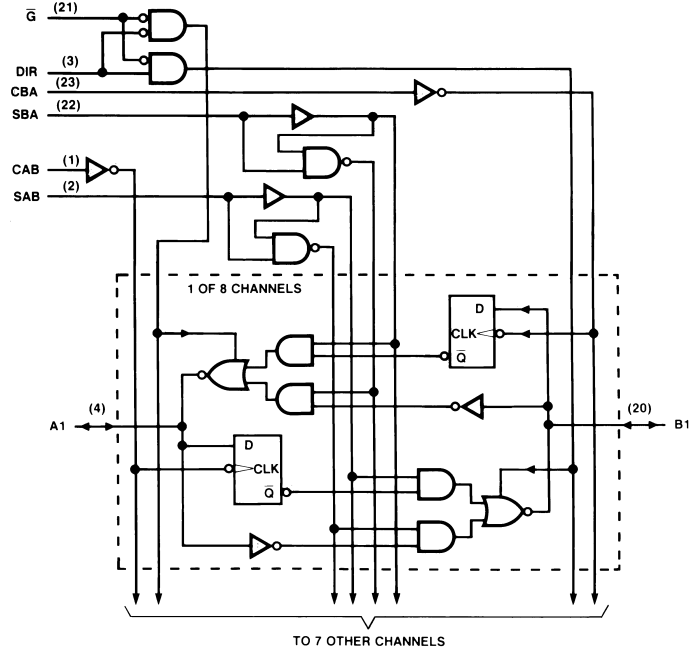 G̅ (21)
DIR (3)
CBA (23)
SBA (22)
CAB (1)
SAB (2)
1 OF 8 CHANNELS
D
CLK
Q̅
A1 (4)
(20) B1
D
CLK
Q̅
TO 7 OTHER CHANNELS